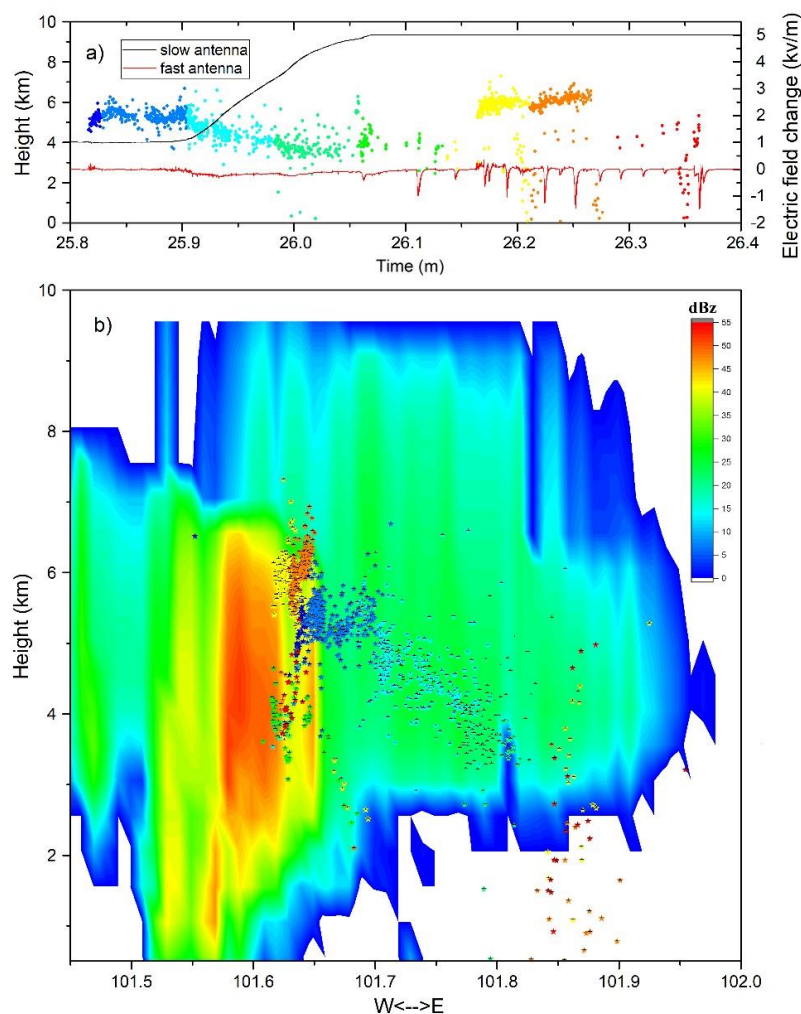 a)
slow antenna
fast antenna
Height (km)
10
8
6
4
2
0
Electric field change (kv/m)
5
4
3
2
1
0
-1
-2
25.8 25.9 26.0 26.1 26.2 26.3 26.4
Time (m)
b)
dBz
55
50
45
40
35
30
25
20
15
10
5
0
Height (km)
10
8
6
4
2
101.5 101.6 101.7 101.8 101.9 102.0
W<-->E